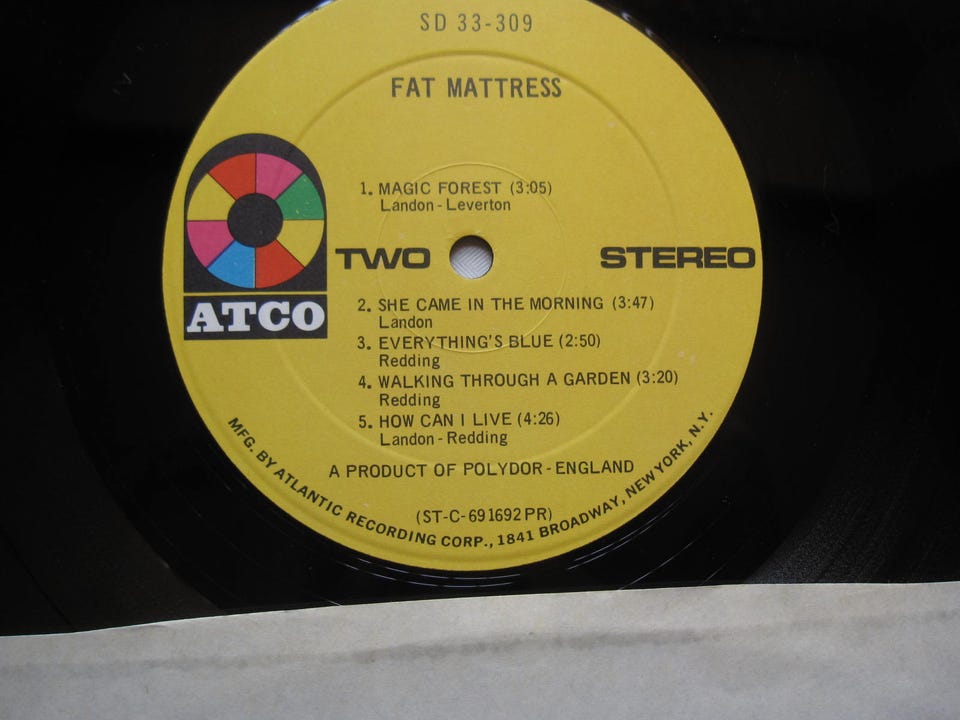 SD 33-309
FAT MATTRESS
1. MAGIC FOREST (3:05)
Landon - Leverton
TWO
STEREO
ATCO
2. SHE CAME IN THE MORNING (3:47)
Landon
3. EVERYTHING'S BLUE (2:50)
Redding
4. WALKING THROUGH A GARDEN (3:20)
Redding
5. HOW CAN I LIVE (4:26)
Landon - Redding
A PRODUCT OF POLYDOR - ENGLAND
(ST-C-691692 PR)
MFG. BY ATLANTIC RECORDING CORP., 1841 BROADWAY, NEW YORK, N.Y.